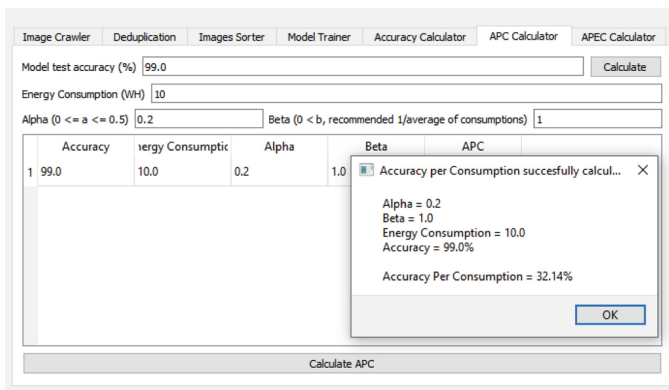 Image Crawler Deduplication Images Sorter Model Trainer Accuracy Calculator APC Calculator APEC Calculator
Model test accuracy (%) 99.0 Calculate
Energy Consumption (WH) 10
Alpha (0 <= a <= 0.5) 0.2 Beta (0 < b, recommended 1/average of consumptions) 1
Accuracy nergy Consumptic Alpha Beta APC
1 99.0 10.0 0.2 1.0
Accuracy per Consumption succesfully calcul...
Alpha = 0.2
Beta = 1.0
Energy Consumption = 10.0
Accuracy = 99.0%
Accuracy Per Consumption = 32.14%
OK
Calculate APC